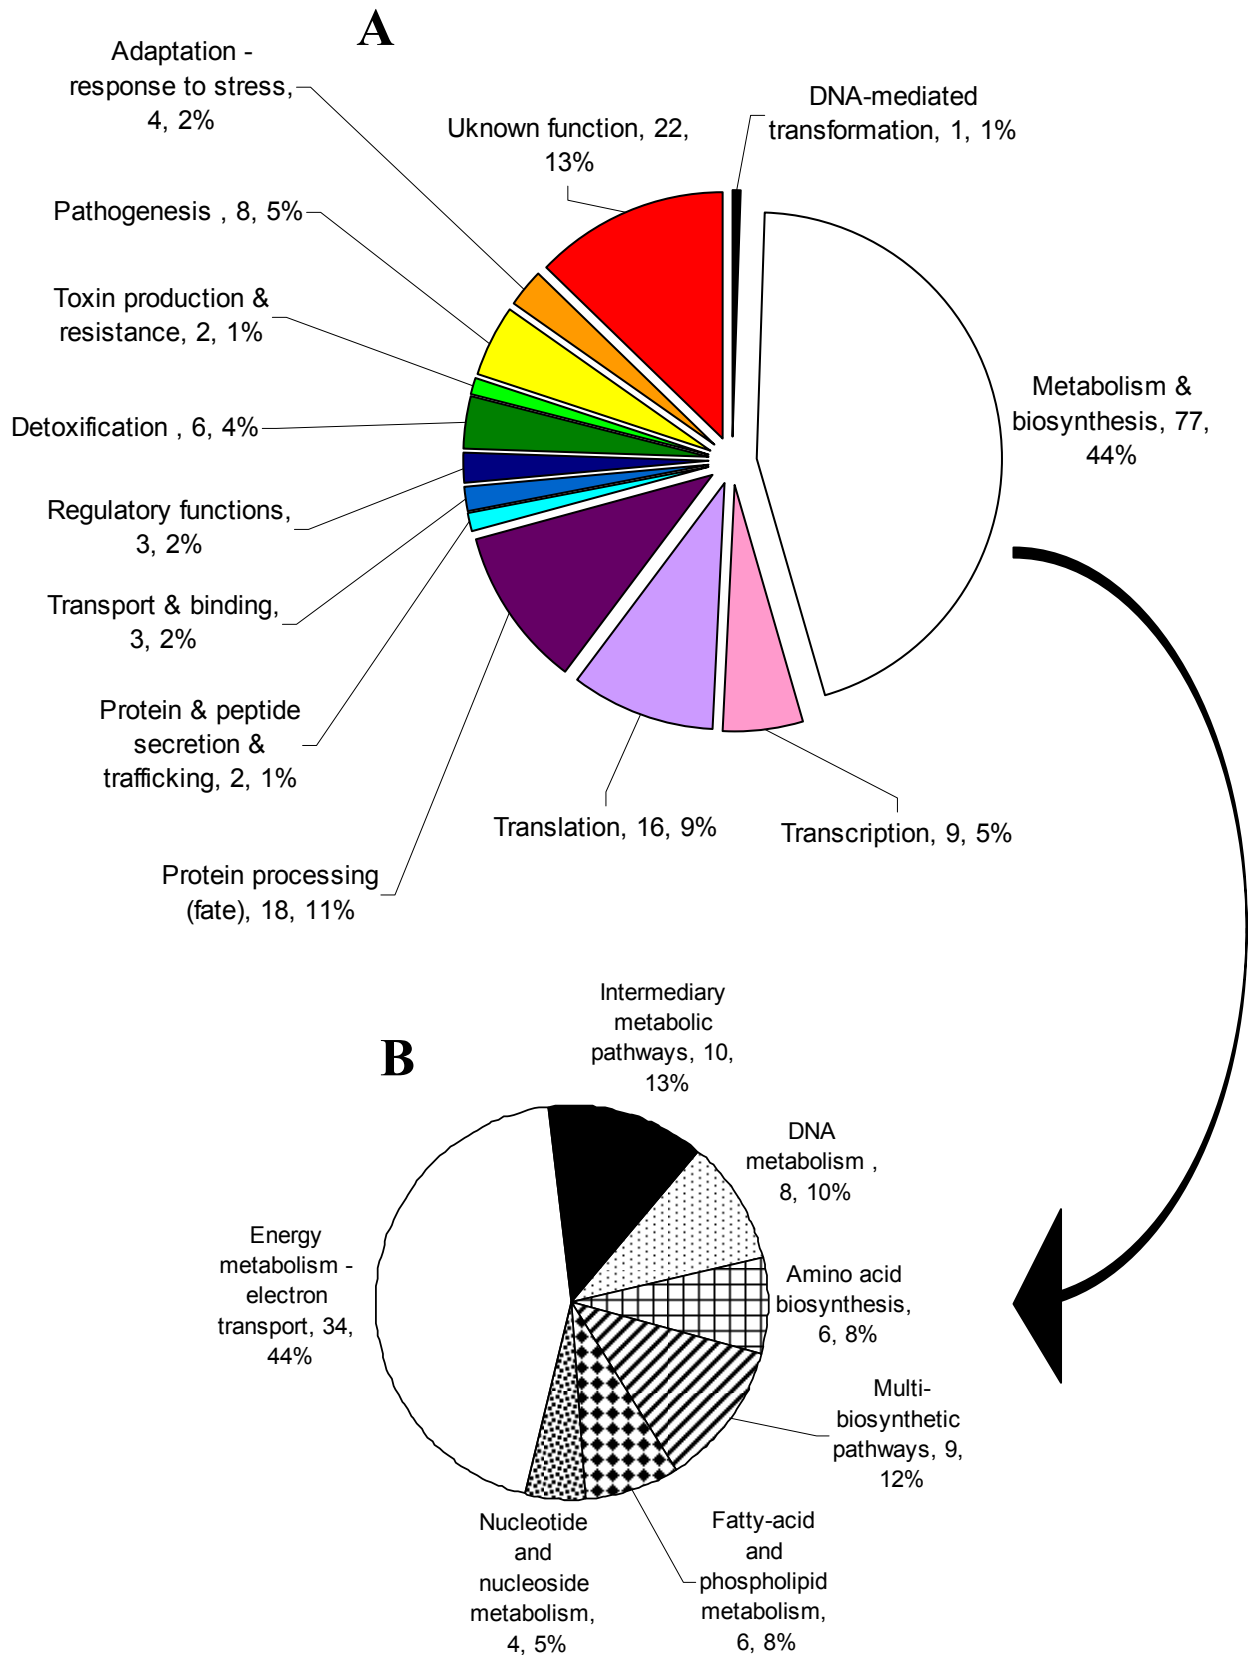 A
Adaptation -
response to stress,
4, 2%
Uknown function, 22,
13%
DNA-mediated
transformation, 1, 1%
Pathogenesis , 8, 5%
Toxin production &
resistance, 2, 1%
Metabolism &
biosynthesis, 77,
44%
Detoxification , 6, 4%
Regulatory functions,
3, 2%
Transport & binding,
3, 2%
Protein & peptide
secretion &
trafficking, 2, 1%
Translation, 16, 9%
Transcription, 9, 5%
Protein processing
(fate), 18, 11%
B
Intermediary
metabolic
pathways, 10,
13%
DNA
metabolism ,
8, 10%
Energy
metabolism -
electron
transport, 34,
44%
Amino acid
biosynthesis,
6, 8%
Multi-
biosynthetic
pathways, 9,
12%
Nucleotide
and
nucleoside
metabolism,
4, 5%
Fatty-acid
and
phospholipid
metabolism,
6, 8%